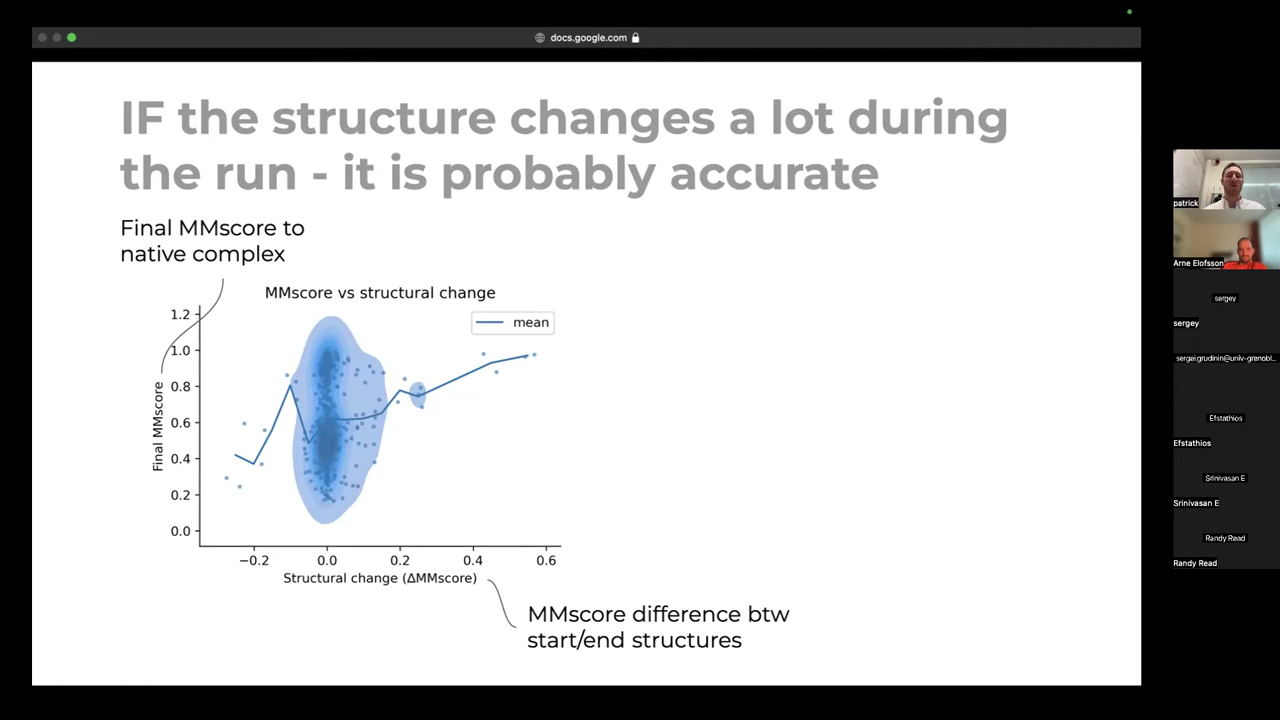 docs.google.com
IF the structure changes a lot during
the run - it is probably accurate
Final MMscore to
native complex
MMscore vs structural change
mean
1.2
1.0
0.8
0.6
0.4
0.2
0.0
Final MMscore
−0.2
0.0
0.2
0.4
0.6
Structural change (ΔMMscore)
MMscore difference btw
start/end structures
patrick
Arne Elofsson
sergey
sergey
sergei.grudinin@univ-grenobl...
Efstathios
Efstathios
Srinivasan E
Srinivasan E
Randy Read
Randy Read